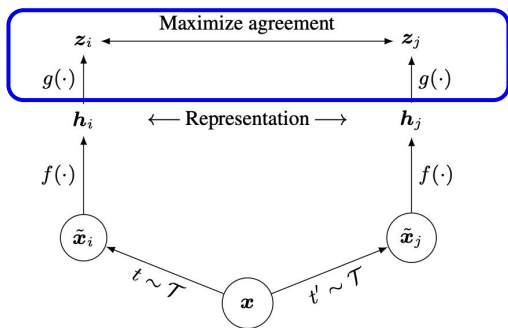 Maximize agreement
z_i z_j
g(·) g(·)
h_i ← Representation → h_j
f(·) f(·)
x̃_i x̃_j
t ~ 𝒯 t' ~ 𝒯
x